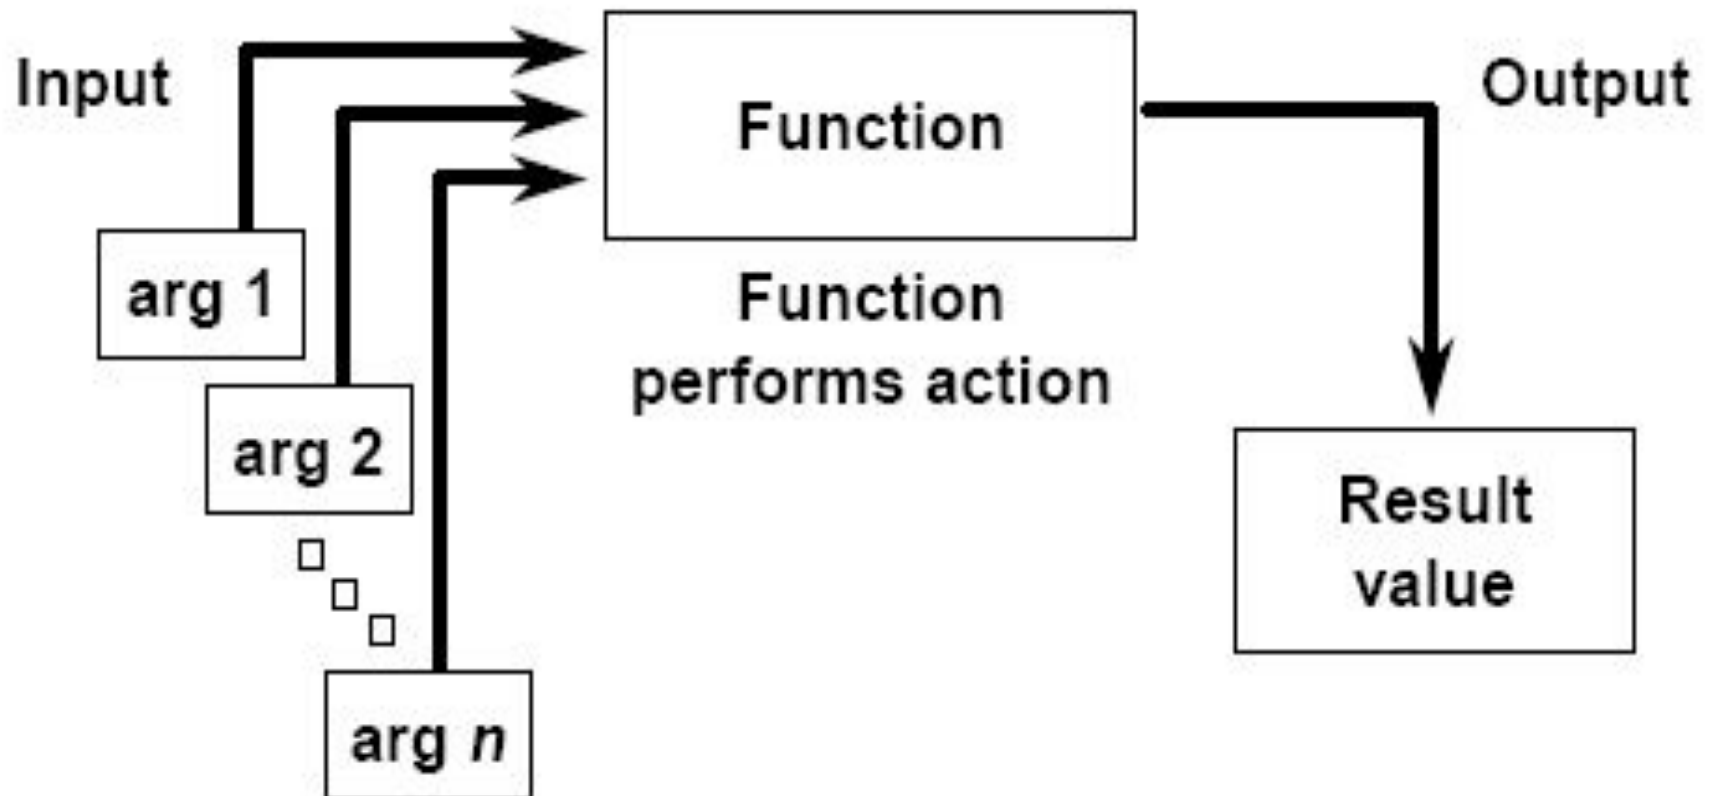 Input
Function
Output
arg 1
Function
performs action
arg 2
Result
value
arg n